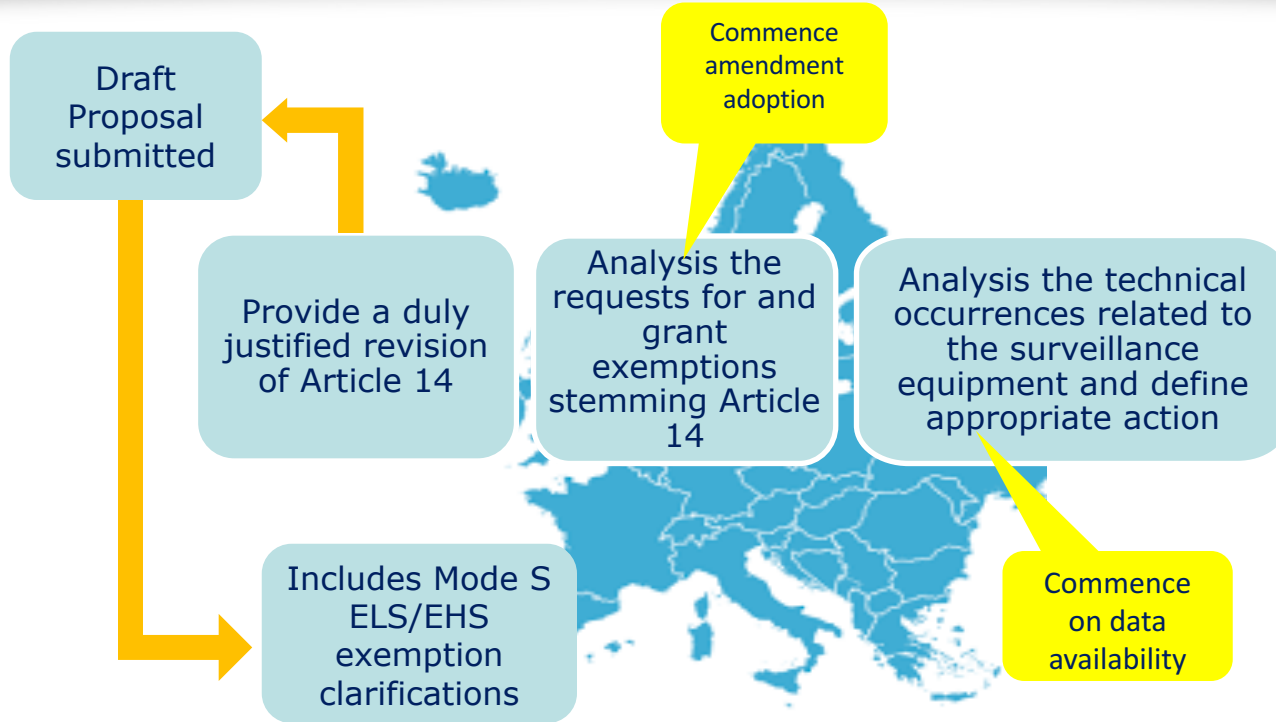 Draft
Proposal
submitted
Commence
amendment
adoption
Provide a duly
justified revision
of Article 14
Analysis the
requests for and
grant
exemptions
stemming Article
14
Analysis the technical
occurrences related to
the surveillance
equipment and define
appropriate action
Includes Mode S
ELS/EHS
exemption
clarifications
Commence
on data
availability